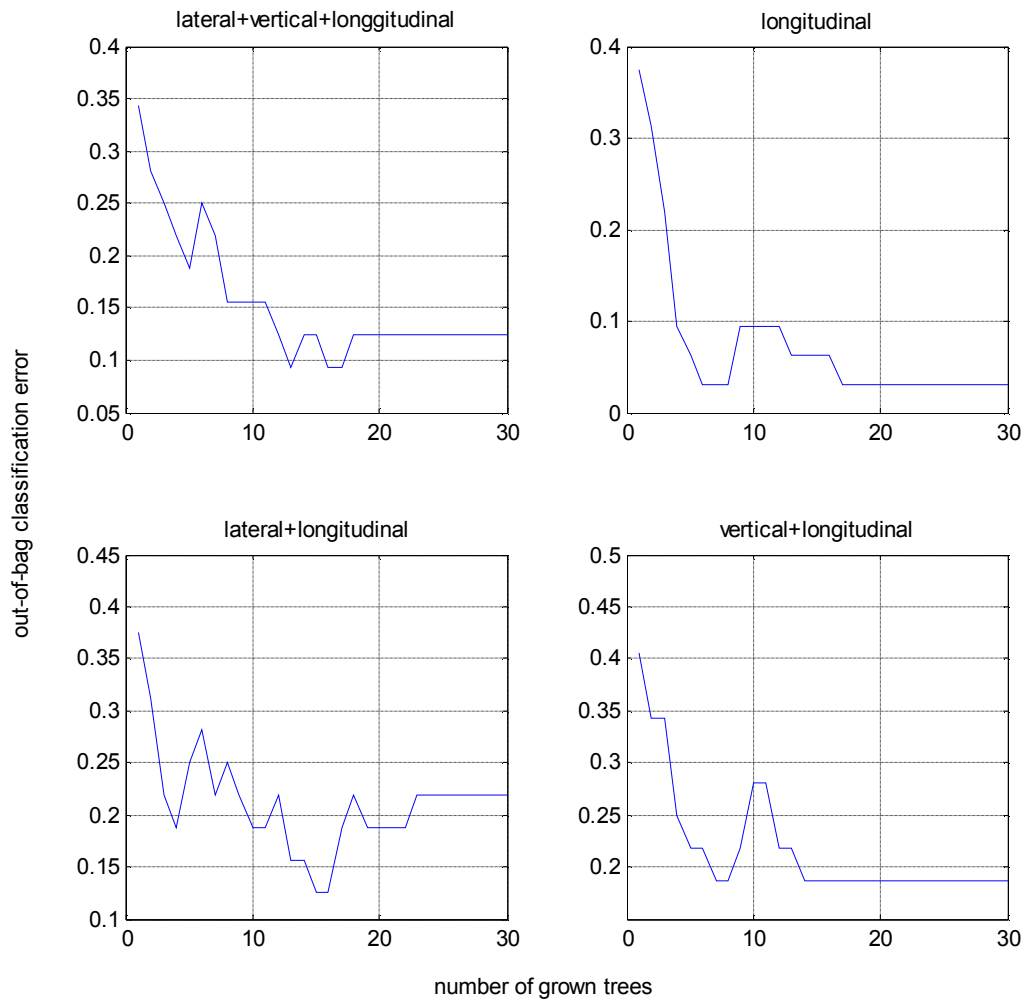 lateral+vertical+longgitudinal
0.4
0.35
0.3
0.25
0.2
0.15
0.1
0.05
0 10 20 30
longitudinal
0.4
0.3
0.2
0.1
0
0 10 20 30
out-of-bag classification error
lateral+longitudinal
0.45
0.4
0.35
0.3
0.25
0.2
0.15
0.1
0 10 20 30
vertical+longitudinal
0.5
0.45
0.4
0.35
0.3
0.25
0.2
0 10 20 30
number of grown trees